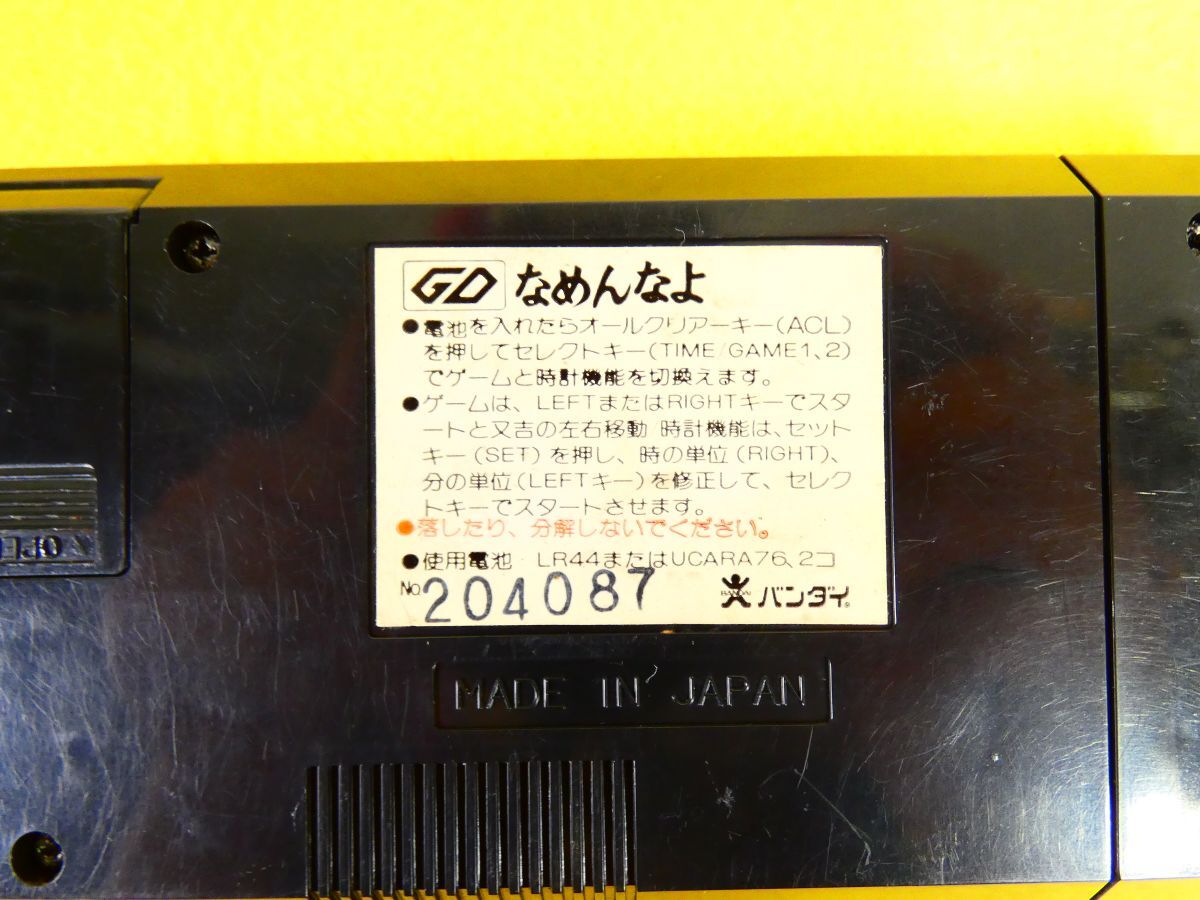 GD なめんなよ
●電池を入れたらオールクリアーキー(ACL)
を押してセレクトキー(TIME/GAME1、2)
でゲームと時計機能を切換えます。
●ゲームは、LEFTまたはRIGHTキーでスタ
ートと又吉の左右移動 時計機能は、セット
キー(SET)を押し、時の単位(RIGHT)、
分の単位(LEFTキー)を修正して、セレク
トキーでスタートさせます。
●落したり、分解しないでください。
●使用電池 LR44またはUCARA76、2コ
No. 204087 BANDAI バンダイ
MADE IN JAPAN